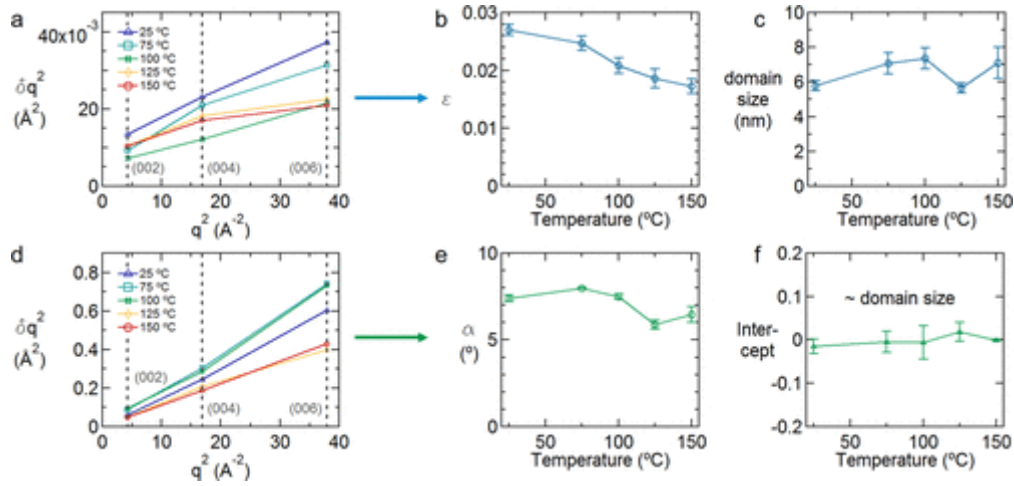 a
40x10⁻³
20
0
δq²
(Å²)
25 ºC
75 ºC
100 ºC
125 ºC
150 ºC
(002)
(004)
(006)
0 10 20 30 40
q² (A⁻²)
b
0.03
0.02
0.01
0
ε
50 100 150
Temperature (ºC)
c
10
8
6
4
2
0
domain
size
(nm)
50 100 150
Temperature (ºC)
d
0.8
0.6
0.4
0.2
0
δq²
(Å²)
25 ºC
75 ºC
100 ºC
125 ºC
150 ºC
(002)
(004)
(006)
0 10 20 30 40
q² (A⁻²)
e
10
5
0
α
(º)
50 100 150
Temperature (ºC)
f
0.2
0.1
0
-0.1
-0.2
~ domain size
Inter-
cept
50 100 150
Temperature (ºC)